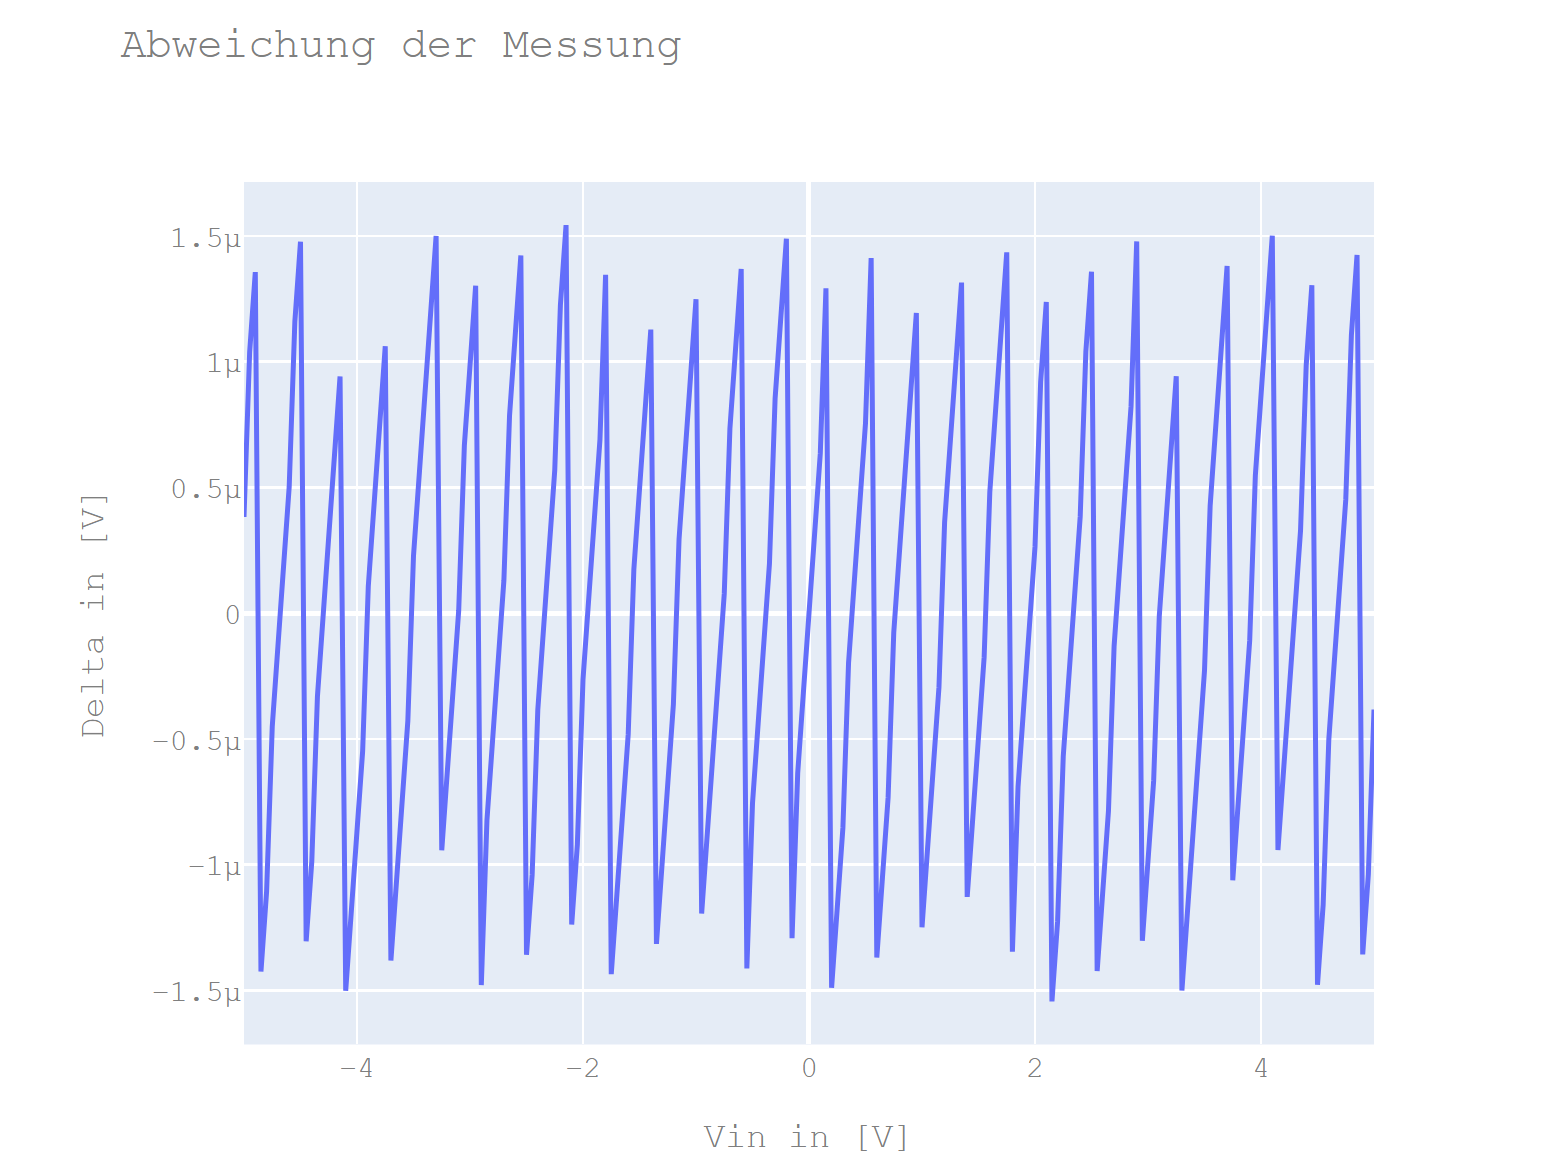 Abweichung der Messung
1.5µ
1µ
0.5µ
0
−0.5µ
−1µ
−1.5µ
Delta in [V]
−4
−2
0
2
4
Vin in [V]